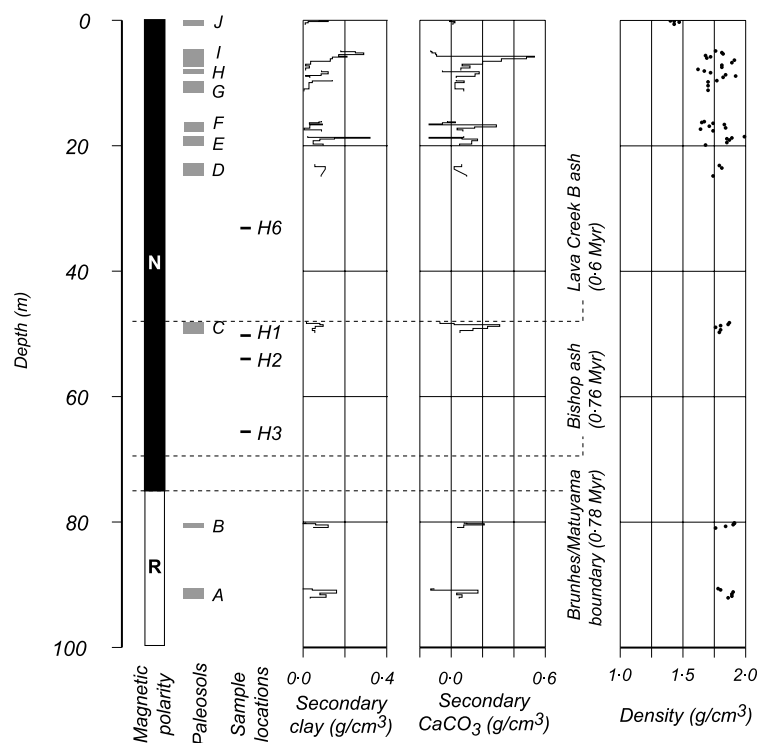 0
20
40
60
80
100
Depth (m)
N
R
J
I
H
G
F
E
D
C
B
A
H6
H1
H2
H3
Lava Creek B ash
(0·6 Myr)
Bishop ash
(0·76 Myr)
Brunhes/Matuyama
boundary (0·78 Myr)
0·0 0·4
0·0 0·6
1·0 1·5 2·0
Magnetic
polarity
Paleosols
Sample
locations
Secondary
clay (g/cm³)
Secondary
CaCO₃ (g/cm³)
Density (g/cm³)